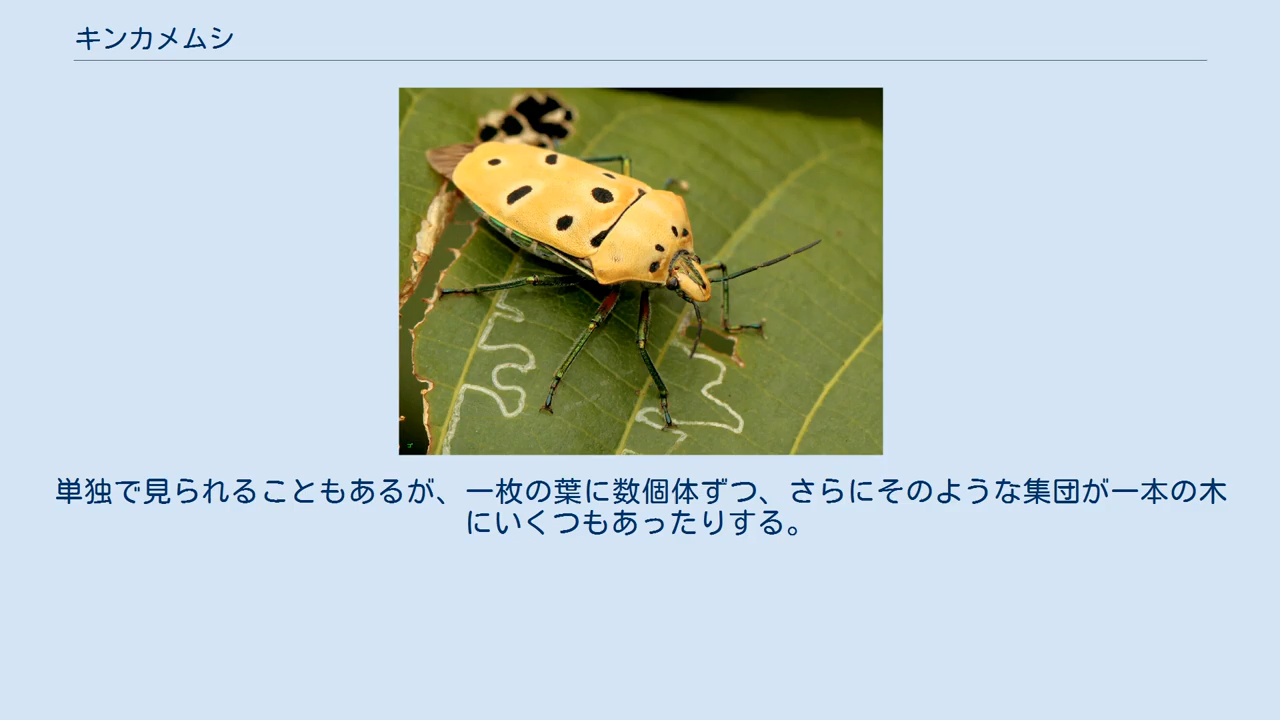 キンカメムシ
単独で見られることもあるが、一枚の葉に数個体ずつ、さらにそのような集団が一本の木
にいくつもあったりする。